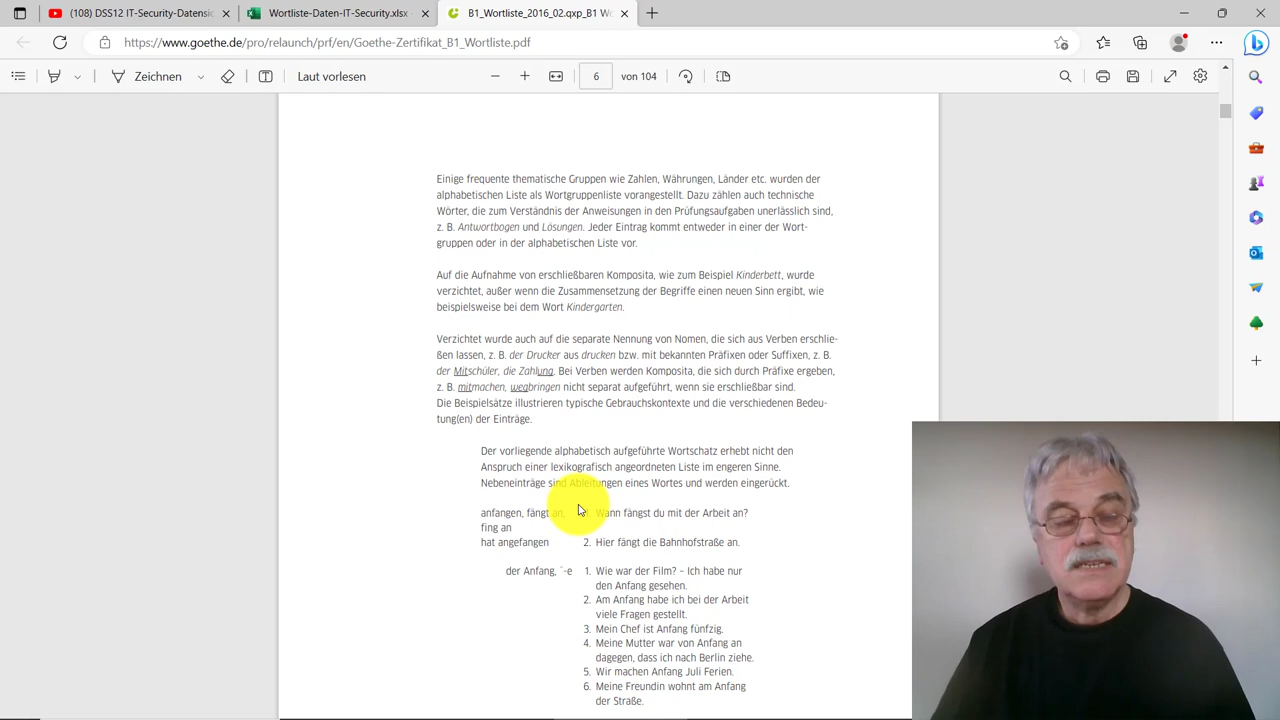 (108) DSS12 IT-Security-Datensic
Wortliste-Daten-IT-Security.xlsx
B1_Wortliste_2016_02.qxp_B1 Wo
https://www.goethe.de/pro/relaunch/prf/en/Goethe-Zertifikat_B1_Wortliste.pdf
Zeichnen
Laut vorlesen
6 von 104
Einige frequente thematische Gruppen wie Zahlen, Währungen, Länder etc. wurden der
alphabetischen Liste als Wortgruppenliste vorangestellt. Dazu zählen auch technische
Wörter, die zum Verständnis der Anweisungen in den Prüfungsaufgaben unerlässlich sind,
z. B. Antwortbogen und Lösungen. Jeder Eintrag kommt entweder in einer der Wort-
gruppen oder in der alphabetischen Liste vor.
Auf die Aufnahme von erschließbaren Komposita, wie zum Beispiel Kinderbett, wurde
verzichtet, außer wenn die Zusammensetzung der Begriffe einen neuen Sinn ergibt, wie
beispielsweise bei dem Wort Kindergarten.
Verzichtet wurde auch auf die separate Nennung von Nomen, die sich aus Verben erschlie-
ßen lassen, z. B. der Drucker aus drucken bzw. mit bekannten Präfixen oder Suffixen, z. B.
der Mitschüler, die Zahlung. Bei Verben werden Komposita, die sich durch Präfixe ergeben,
z. B. mitmachen, wegbringen nicht separat aufgeführt, wenn sie erschließbar sind.
Die Beispielsätze illustrieren typische Gebrauchskontexte und die verschiedenen Bedeu-
tung(en) der Einträge.
Der vorliegende alphabetisch aufgeführte Wortschatz erhebt nicht den
Anspruch einer lexikografisch angeordneten Liste im engeren Sinne.
Nebeneinträge sind Ableitungen eines Wortes und werden eingerückt.
anfangen, fängt an,
fing an
hat angefangen
Wann fängst du mit der Arbeit an?
2. Hier fängt die Bahnhofstraße an.
der Anfang, ¨-e
1. Wie war der Film? – Ich habe nur
den Anfang gesehen.
2. Am Anfang habe ich bei der Arbeit
viele Fragen gestellt.
3. Mein Chef ist Anfang fünfzig.
4. Meine Mutter war von Anfang an
dagegen, dass ich nach Berlin ziehe.
5. Wir machen Anfang Juli Ferien.
6. Meine Freundin wohnt am Anfang
der Straße.